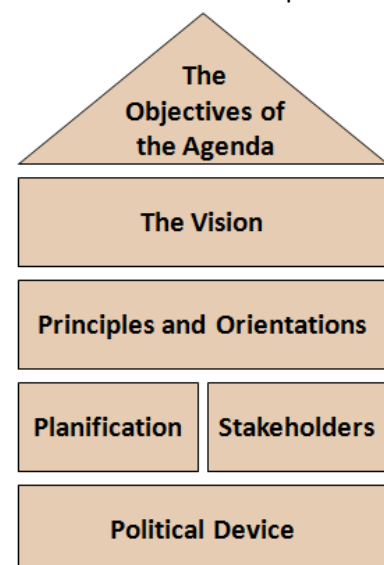 The
Objectives of
the Agenda
The Vision
Principles and Orientations
Planification
Stakeholders
Political Device